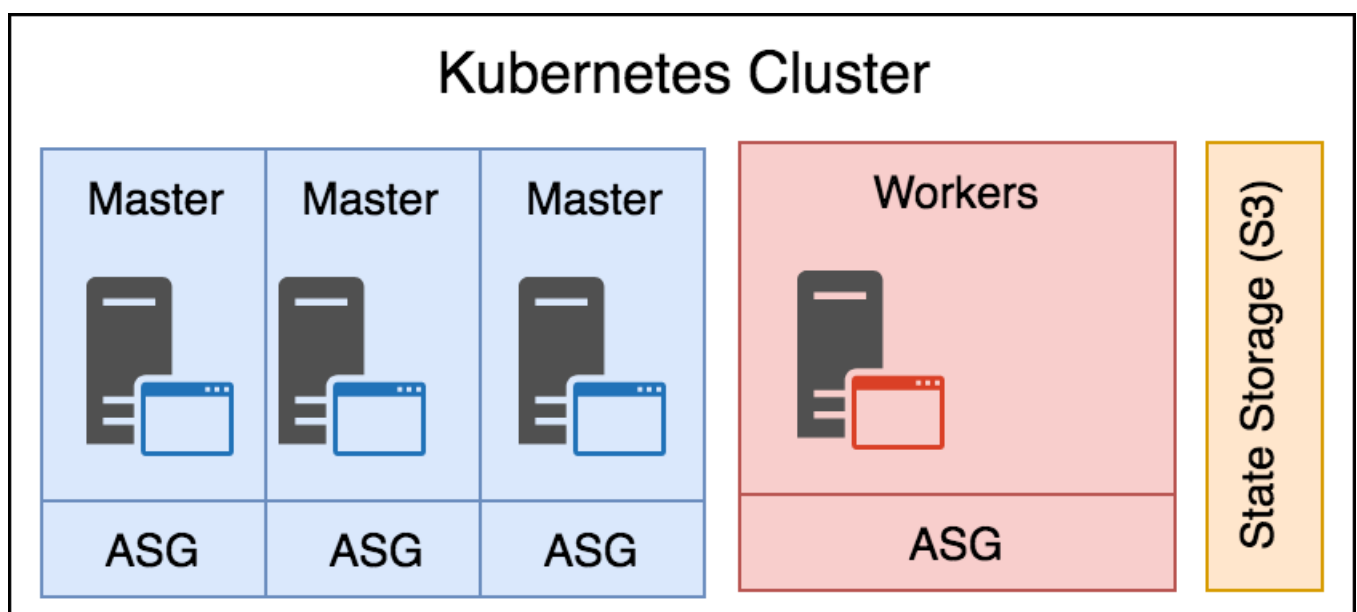 Kubernetes Cluster
Master
Master
Master
Workers
State Storage (S3)
ASG
ASG
ASG
ASG